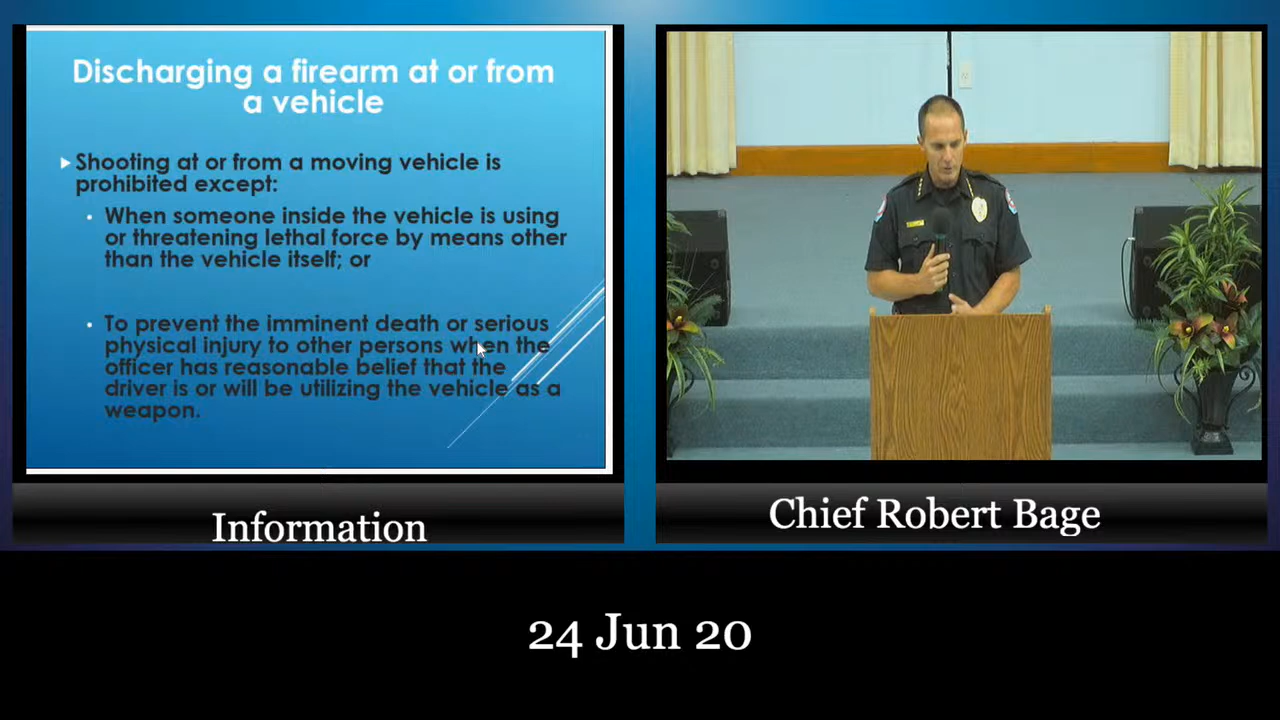 Discharging a firearm at or from
a vehicle
Shooting at or from a moving vehicle is
prohibited except:
When someone inside the vehicle is using
or threatening lethal force by means other
than the vehicle itself; or
To prevent the imminent death or serious
physical injury to other persons when the
officer has reasonable belief that the
driver is or will be utilizing the vehicle as a
weapon.
Information
Chief Robert Bage
24 Jun 20